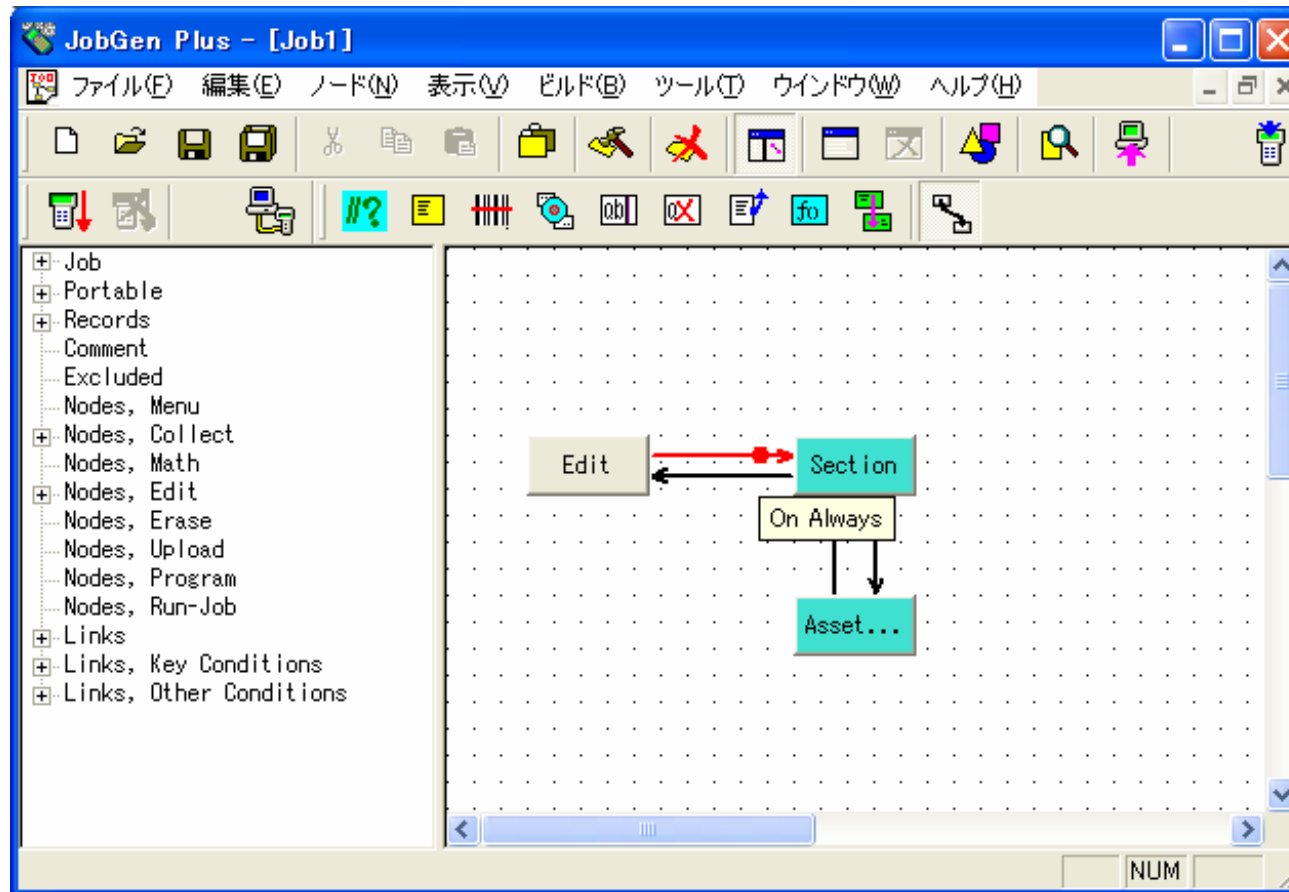 JobGen Plus - [Job1]
ファイル(F) 編集(E) ノード(N) 表示(V) ビルド(B) ツール(T) ウインドウ(W) ヘルプ(H)
Job
Portable
Records
Comment
Excluded
Nodes, Menu
Nodes, Collect
Nodes, Math
Nodes, Edit
Nodes, Erase
Nodes, Upload
Nodes, Program
Nodes, Run-Job
Links
Links, Key Conditions
Links, Other Conditions
Edit
Section
On Always
Asset...
NUM